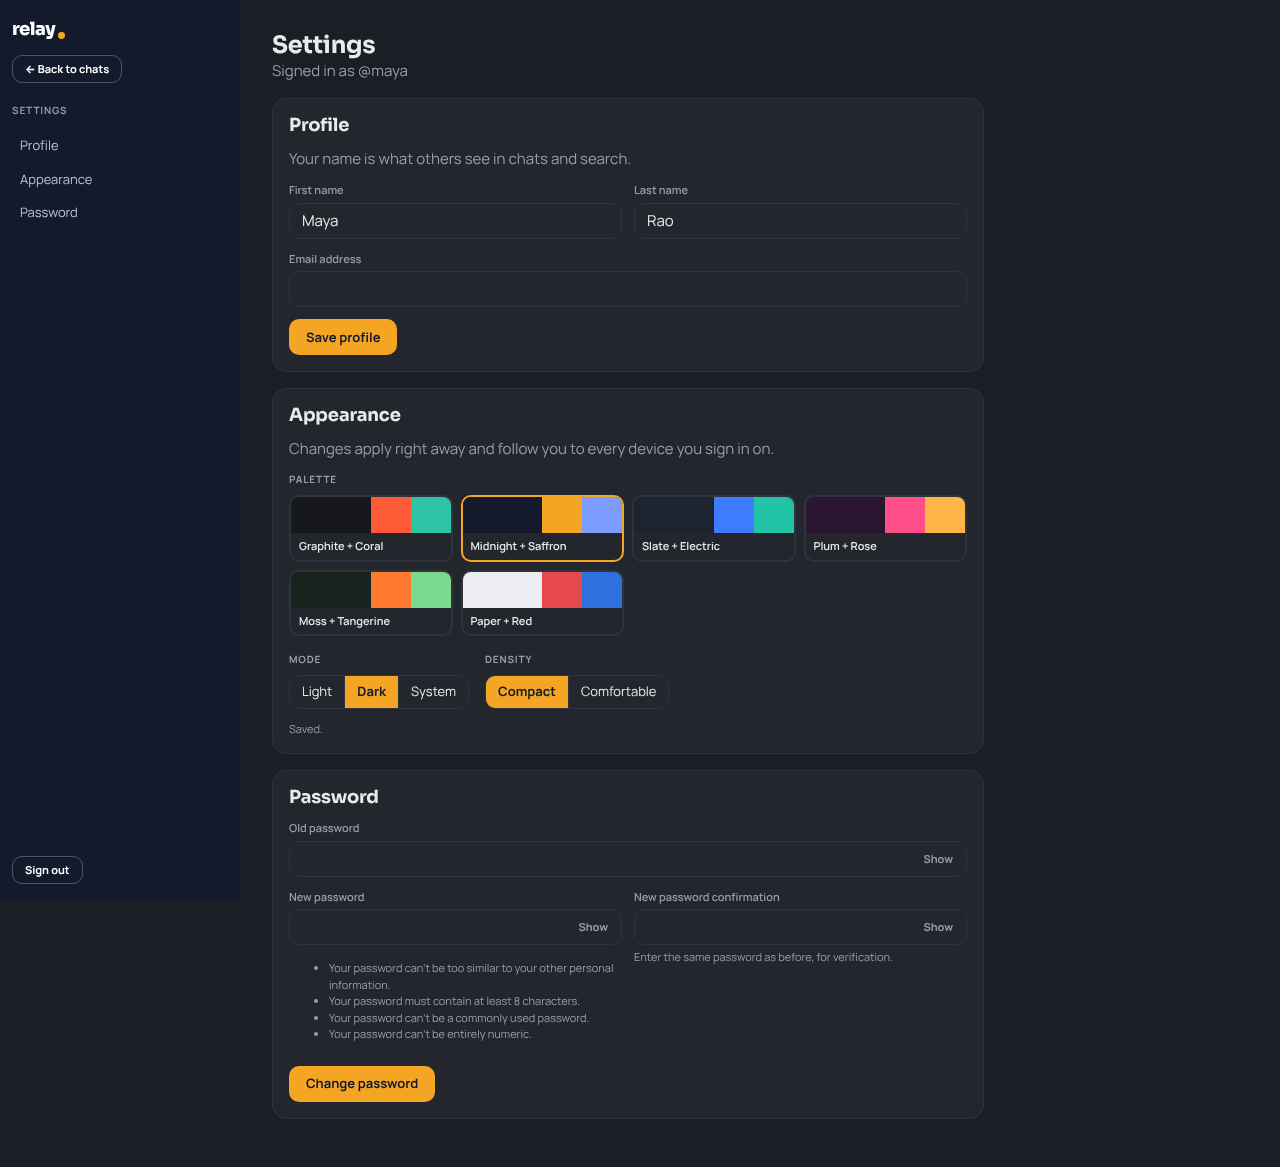 relay
← Back to chats
SETTINGS
Profile
Appearance
Password
Sign out
Settings
Signed in as @maya
Profile
Your name is what others see in chats and search.
First name
Last name
Maya
Rao
Email address
Save profile
Appearance
Changes apply right away and follow you to every device you sign in on.
PALETTE
Graphite + Coral
Midnight + Saffron
Slate + Electric
Plum + Rose
Moss + Tangerine
Paper + Red
MODE
DENSITY
Light
Dark
System
Compact
Comfortable
Saved.
Password
Old password
Show
New password
New password confirmation
Show
Show
Enter the same password as before, for verification.
• Your password can't be too similar to your other personal
information.
• Your password must contain at least 8 characters.
• Your password can't be a commonly used password.
• Your password can't be entirely numeric.
Change password